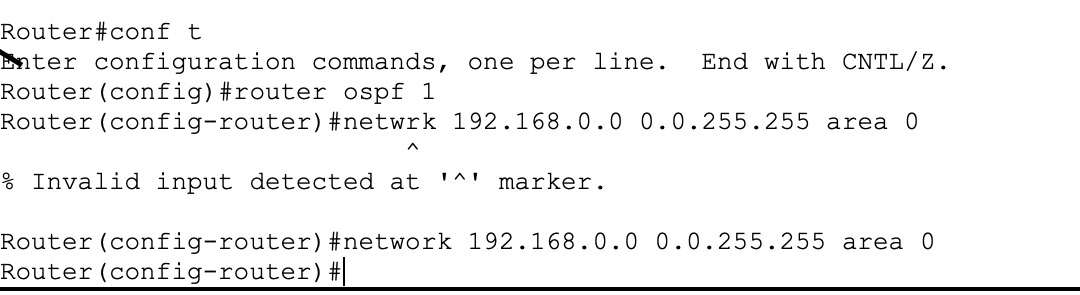 Router#conf t
Enter configuration commands, one per line.  End with CNTL/Z.
Router(config)#router ospf 1
Router(config-router)#netwrk 192.168.0.0 0.0.255.255 area 0
^
% Invalid input detected at '^' marker.
Router(config-router)#network 192.168.0.0 0.0.255.255 area 0
Router(config-router)#